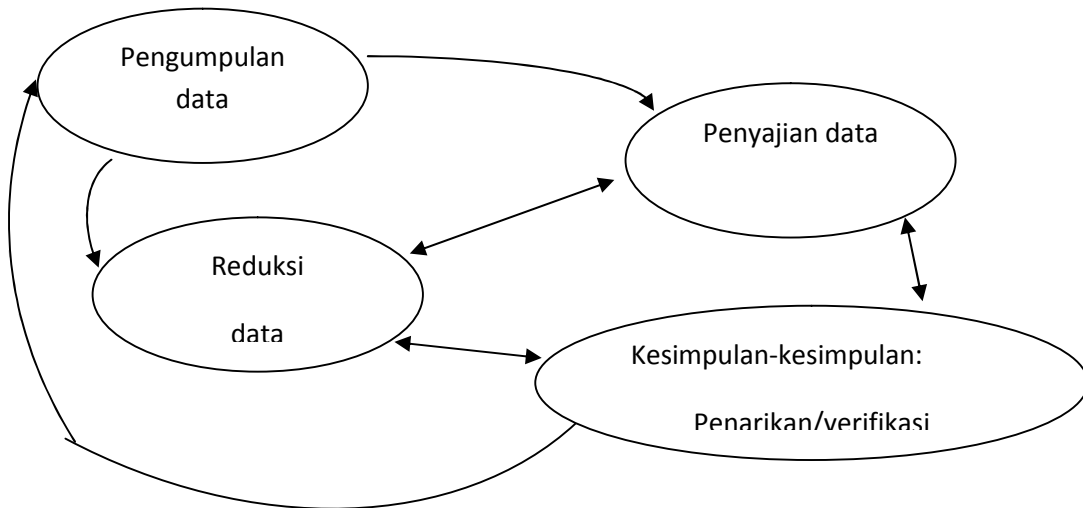 Pengumpulan
data
Penyajian data
Reduksi
data
Kesimpulan-kesimpulan:
Penarikan/verifikasi